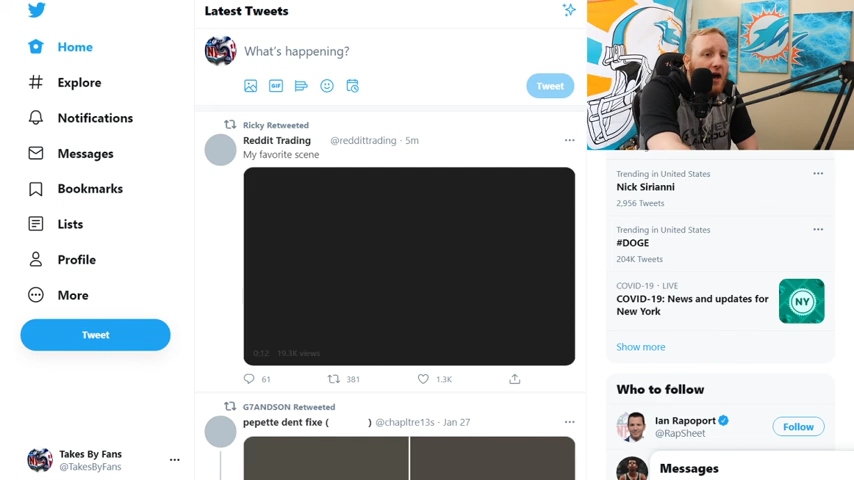 Home
Explore
Notifications
Messages
Bookmarks
Lists
Profile
More
Tweet
Takes By Fans
@TakesByFans
Latest Tweets
What's happening?
GIF
Tweet
Ricky Retweeted
Reddit Trading @reddittrading · 5m
My favorite scene
0:12 19.3K views
61 381 1.3K
G7ANDSON Retweeted
pepette dent fixe ( ) @chapltre13s · Jan 27
Trending in United States
Nick Sirianni
2,956 Tweets
Trending in United States
#DOGE
204K Tweets
COVID-19 · LIVE
COVID-19: News and updates for
New York
NY
Show more
Who to follow
Ian Rapoport
@RapSheet
Follow
Messages